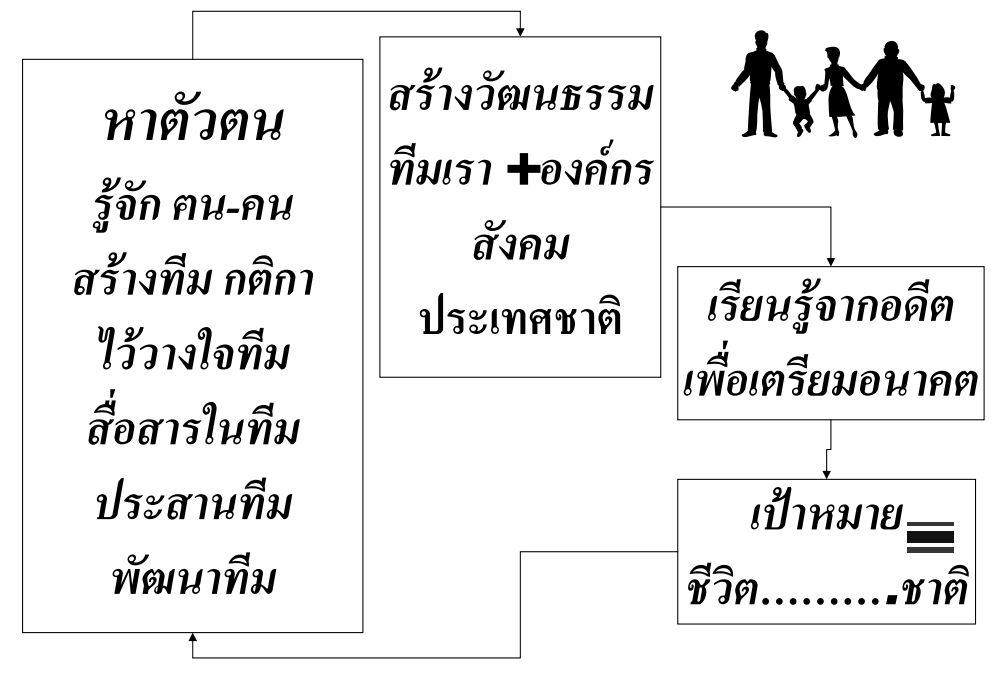 หาตัวตน
รู้จัก ฅน-คน
สร้างทีม กติกา
ไว้วางใจทีม
สื่อสารในทีม
ประสานทีม
พัฒนาทีม
สร้างวัฒนธรรม
ทีมเรา +องค์กร
สังคม
ประเทศชาติ
เรียนรู้จากอดีต
เพื่อเตรียมอนาคต
เป้าหมาย
ชีวิต..........ชาติ